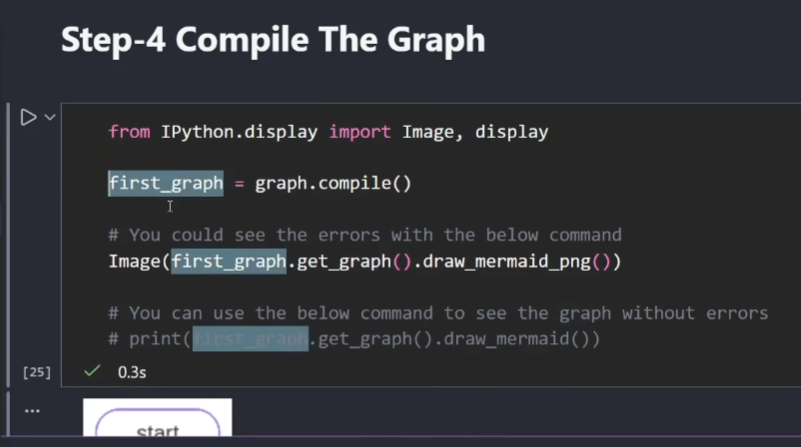 Step-4 Compile The Graph
from IPython.display import Image, display
first_graph = graph.compile()
# You could see the errors with the below command
Image(first_graph.get_graph().draw_mermaid_png())
# You can use the below command to see the graph without errors
# print(first_graph.get_graph().draw_mermaid())
[25]
0.3s
...
start